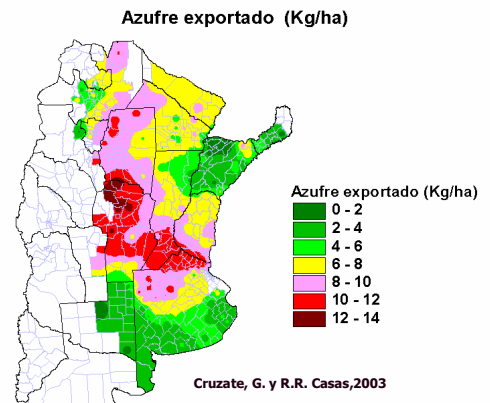 Azufre exportado (Kg/ha)
Azufre exportado (Kg/ha)
0 - 2
2 - 4
4 - 6
6 - 8
8 - 10
10 - 12
12 - 14
Cruzate, G. y R.R. Casas,2003